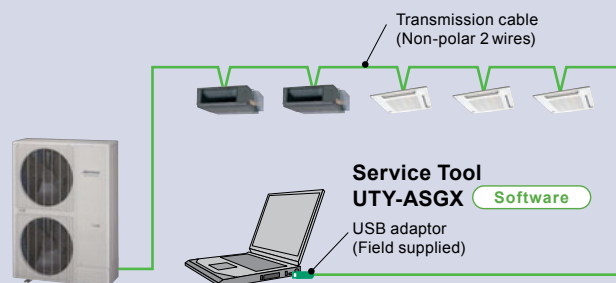 Transmission cable
(Non-polar 2 wires)
Service Tool
UTY-ASGX Software
USB adaptor
(Field supplied)